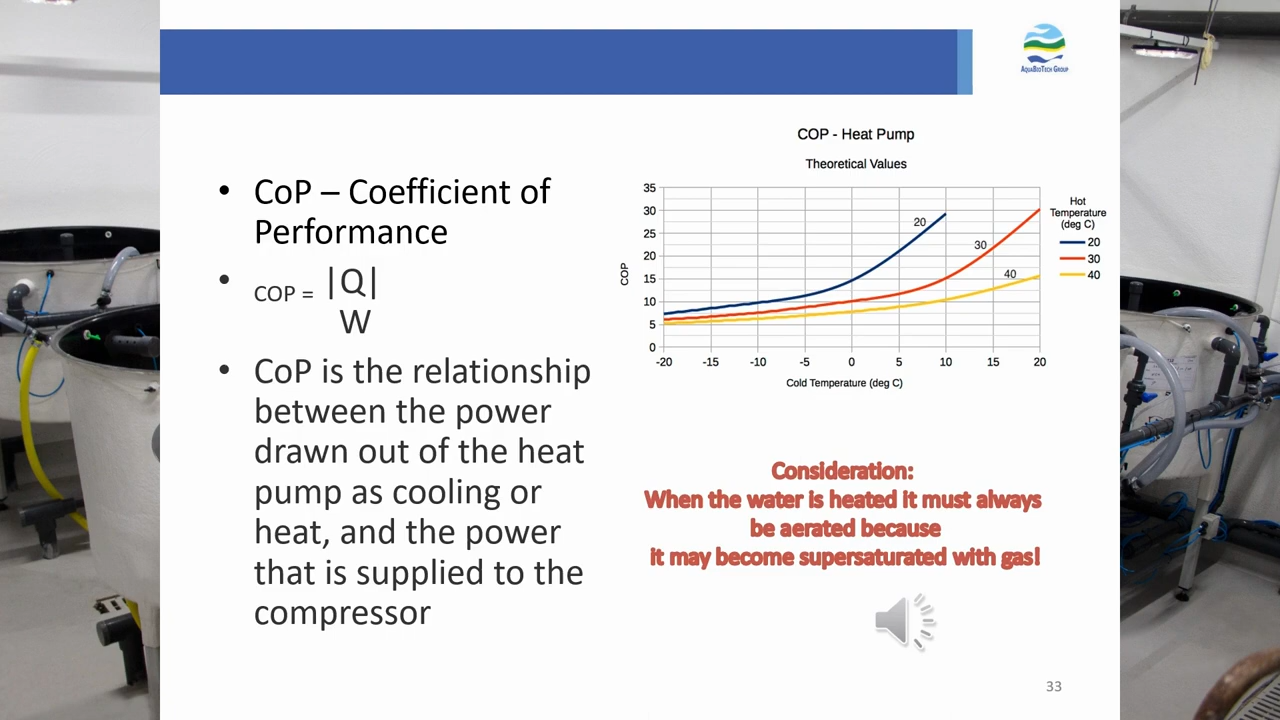 AQUABIOTECH GROUP
• CoP – Coefficient of
Performance
• COP = |Q|
W
• CoP is the relationship
between the power
drawn out of the heat
pump as cooling or
heat, and the power
that is supplied to the
compressor
COP - Heat Pump
Theoretical Values
35
30
25
20
15
10
5
0
COP
20
30
40
-20 -15 -10 -5 0 5 10 15 20
Cold Temperature (deg C)
Hot
Temperature
(deg C)
20
30
40
Consideration:
When the water is heated it must always
be aerated because
it may become supersaturated with gas!
33